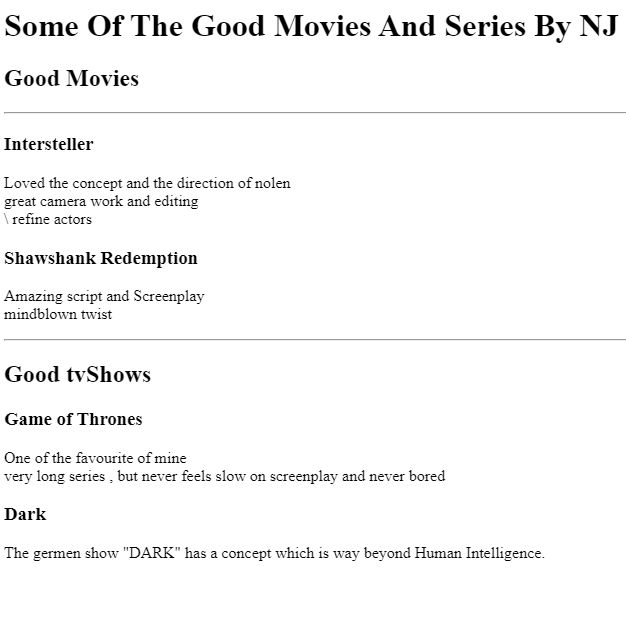 Some Of The Good Movies And Series By NJ
Good Movies
Intersteller
Loved the concept and the direction of nolen
great camera work and editing
\ refine actors
Shawshank Redemption
Amazing script and Screenplay
mindblown twist
Good tvShows
Game of Thrones
One of the favourite of mine
very long series , but never feels slow on screenplay and never bored
Dark
The germen show "DARK" has a concept which is way beyond Human Intelligence.